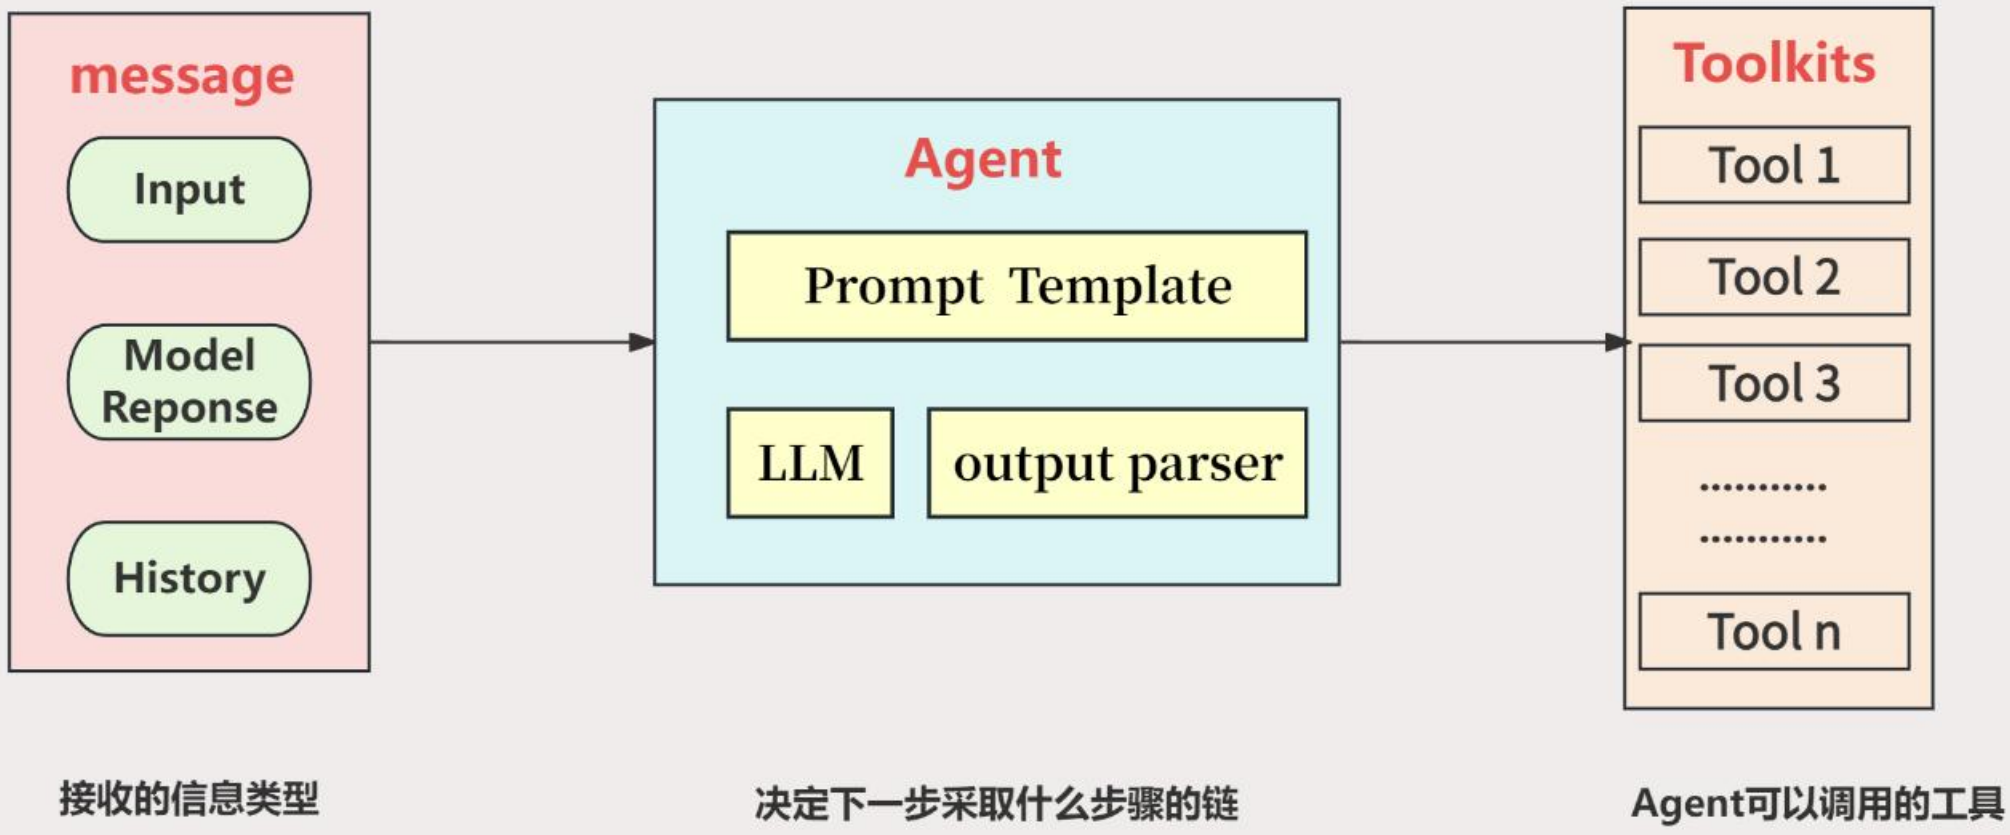 message
Input
Model
Reponse
History
接收的信息类型
Agent
Prompt Template
LLM
output parser
决定下一步采取什么步骤的链
Toolkits
Tool 1
Tool 2
Tool 3
...........
...........
Tool n
Agent可以调用的工具